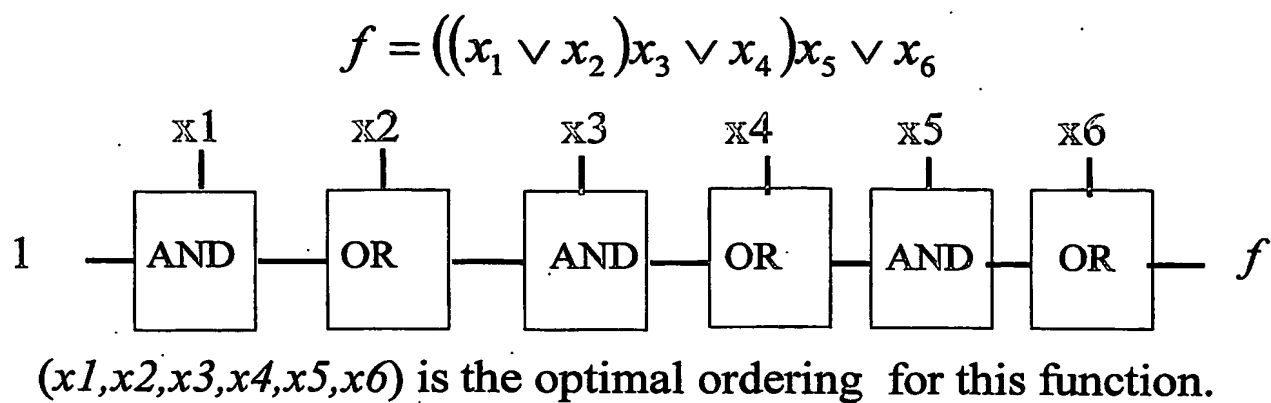 f = ((x₁ ∨ x₂)x₃ ∨ x₄)x₅ ∨ x₆
x1 x2 x3 x4 x5 x6
1 AND OR AND OR AND OR f
(x1,x2,x3,x4,x5,x6) is the optimal ordering for this function.